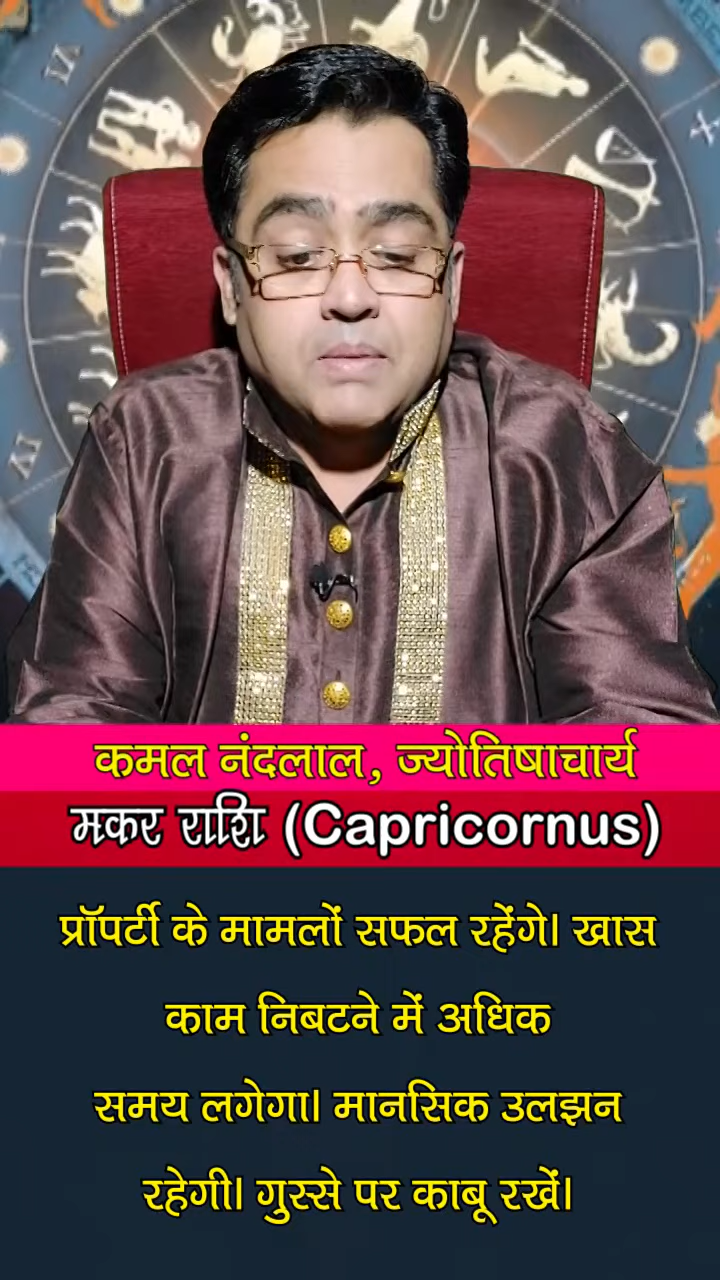 कमल नंदलाल, ज्योतिषाचार्य
मकर राशि (Capricornus)
प्रॉपर्टी के मामलों सफल रहेंगे। खास
काम निबटने में अधिक
समय लगेगा। मानसिक उलझन
रहेगी। गुस्से पर काबू रखें।